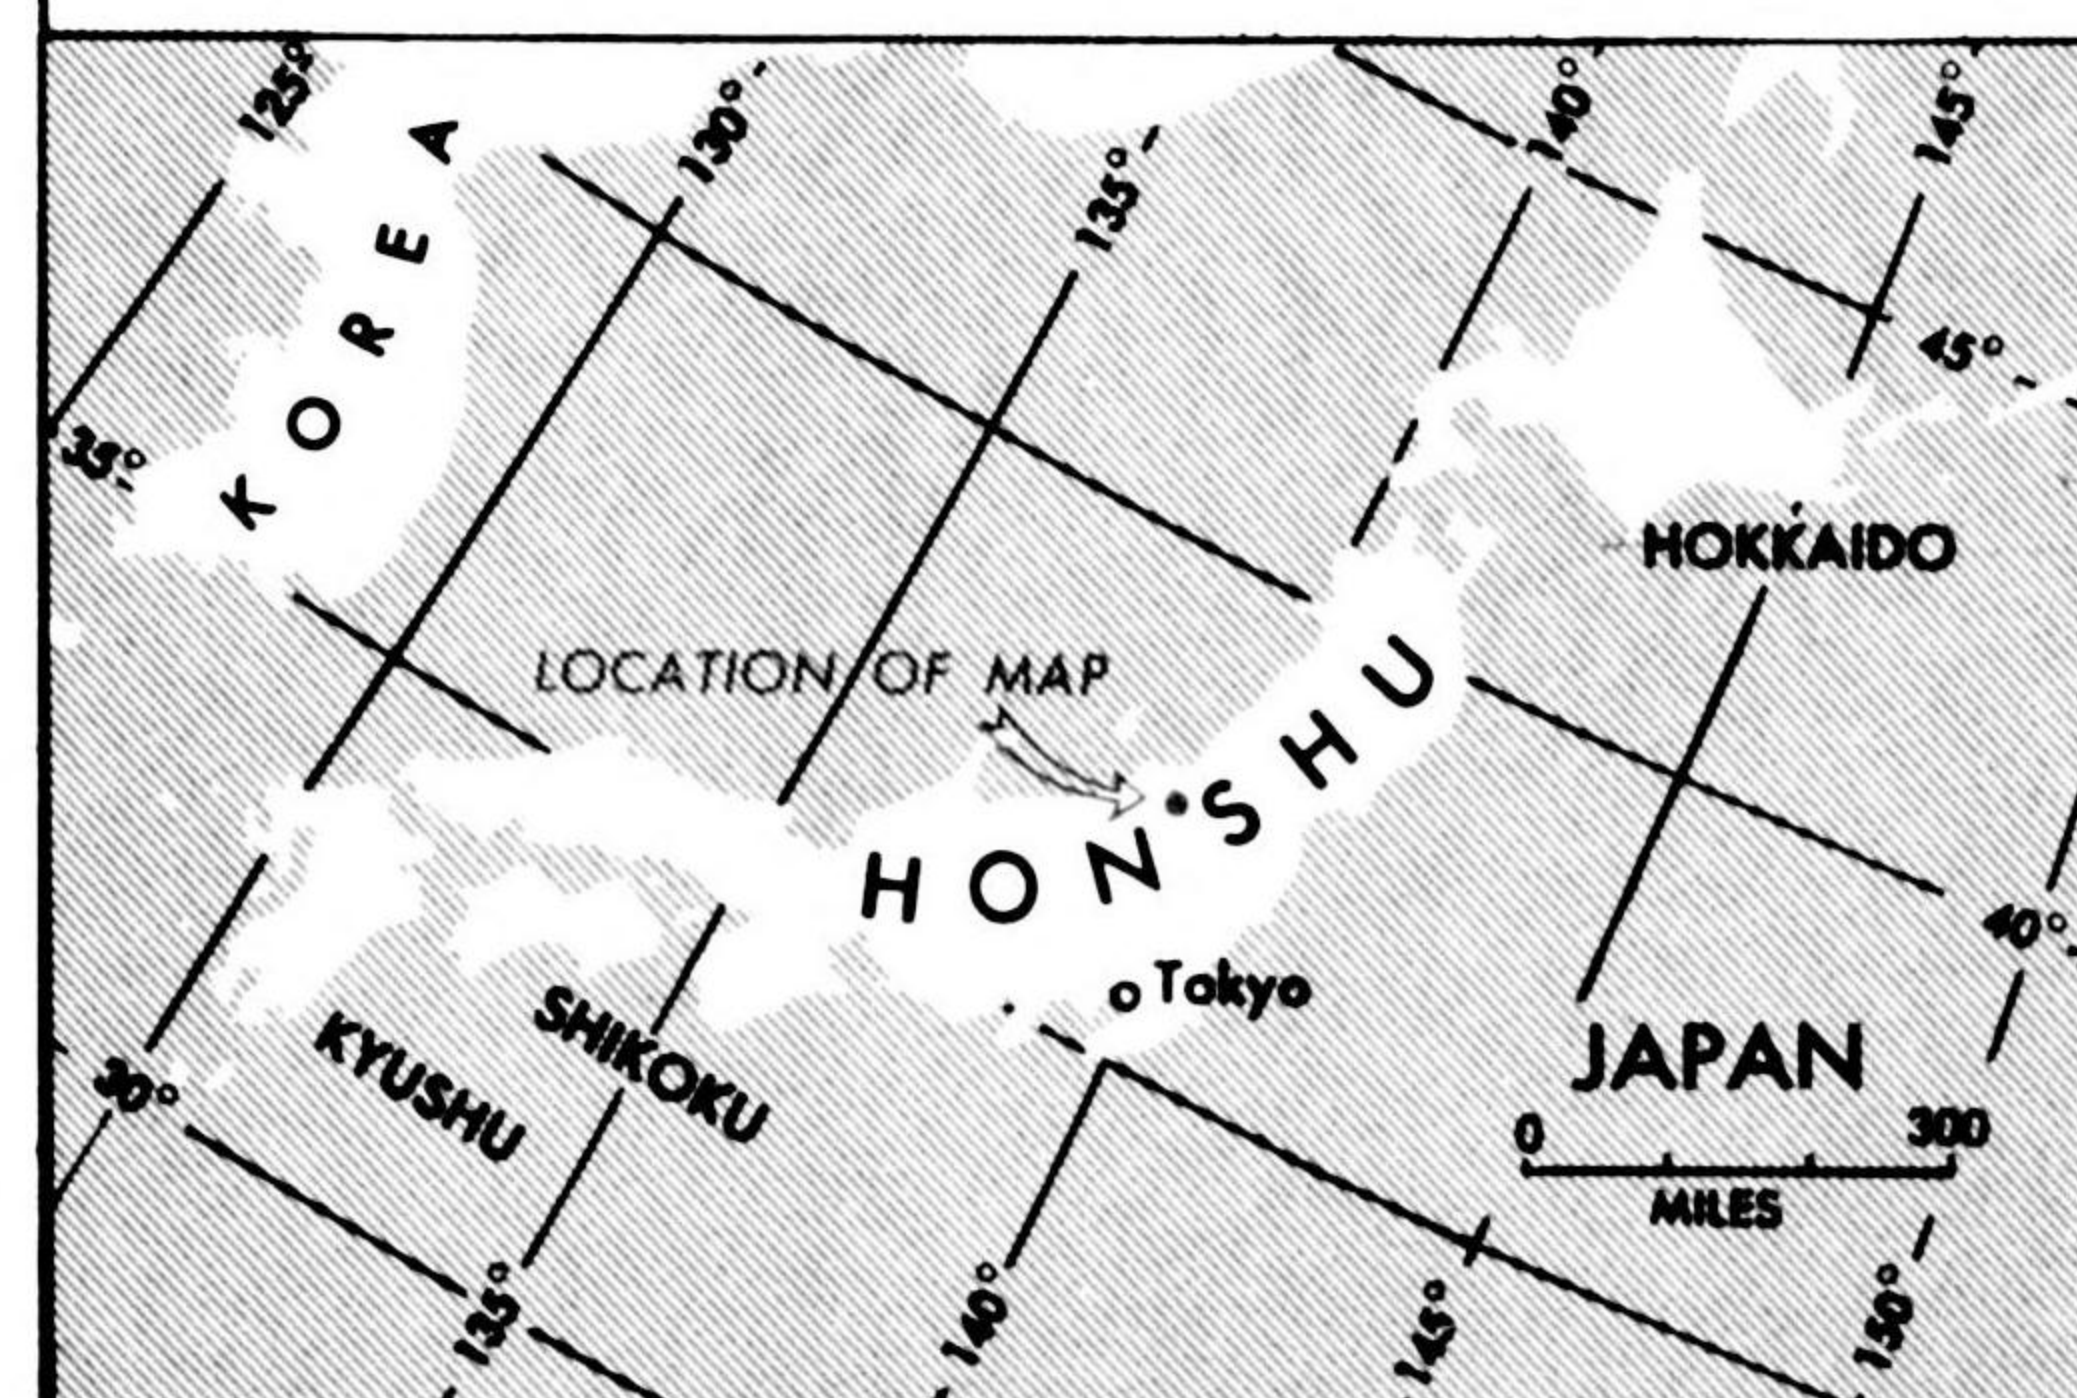 125°
130°
135°
140°
145°
KOREA
35°
45°
HOKKAIDO
LOCATION OF MAP
HONSHU
40°
Tokyo
SHIKOKU
KYUSHU
30°
JAPAN
0 300
MILES
135°
140°
145°
150°